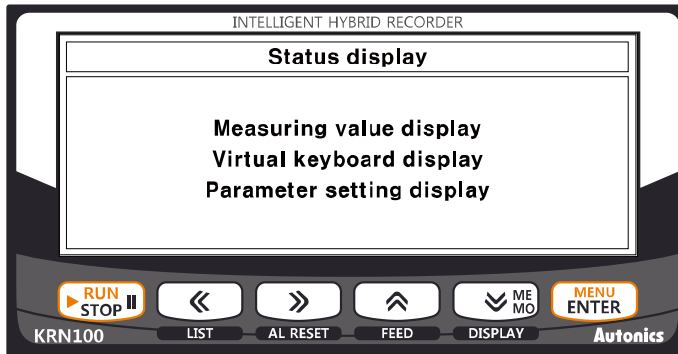 INTELLIGENT HYBRID RECORDER
Status display
Measuring value display
Virtual keyboard display
Parameter setting display
RUN
STOP
ME
MO
MENU
ENTER
KRN100
LIST
AL RESET
FEED
DISPLAY
Autonics